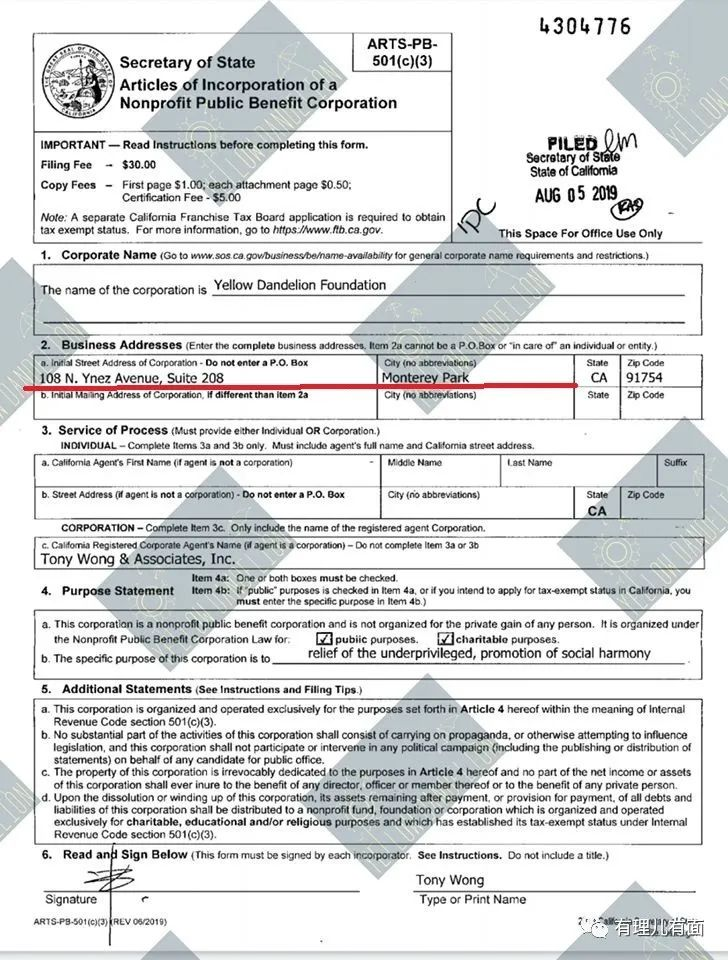 4304776
Secretary of State
Articles of Incorporation of a
Nonprofit Public Benefit Corporation
ARTS-PB-
501(c)(3)
IMPORTANT — Read Instructions before completing this form.
Filing Fee – $30.00
Copy Fees – First page $1.00; each attachment page $0.50;
Certification Fee - $5.00
Note: A separate California Franchise Tax Board application is required to obtain
tax exempt status. For more information, go to https://www.ftb.ca.gov.
FILED
Secretary of State
State of California
AUG 05 2019
IDC
This Space For Office Use Only
1. Corporate Name (Go to www.sos.ca.gov/business/be/name-availability for general corporate name requirements and restrictions.)
The name of the corporation is Yellow Dandelion Foundation
2. Business Addresses (Enter the complete business addresses. Item 2a cannot be a P.O. Box or "in care of" an individual or entity.)
a. Initial Street Address of Corporation - Do not enter a P.O. Box City (no abbreviations) State Zip Code
108 N. Ynez Avenue, Suite 208 Monterey Park CA 91754
b. Initial Mailing Address of Corporation, if different than item 2a City (no abbreviations) State Zip Code
3. Service of Process (Must provide either Individual OR Corporation.)
INDIVIDUAL – Complete Items 3a and 3b only. Must include agent's full name and California street address.
a. California Agent's First Name (if agent is not a corporation) Middle Name Last Name Suffix
b. Street Address (if agent is not a corporation) - Do not enter a P.O. Box City (no abbreviations) State Zip Code
CA
CORPORATION – Complete Item 3c. Only include the name of the registered agent Corporation.
c. California Registered Corporate Agent's Name (if agent is a corporation) – Do not complete Item 3a or 3b
Tony Wong & Associates, Inc.
4. Purpose Statement
Item 4a: One or both boxes must be checked.
Item 4b: If "public" purposes is checked in Item 4a, or if you intend to apply for tax-exempt status in California, you
must enter the specific purpose in Item 4b.)
a. This corporation is a nonprofit public benefit corporation and is not organized for the private gain of any person. It is organized under
the Nonprofit Public Benefit Corporation Law for: ☑ public purposes. ☑ charitable purposes.
b. The specific purpose of this corporation is to relief of the underprivileged, promotion of social harmony
5. Additional Statements (See Instructions and Filing Tips.)
a. This corporation is organized and operated exclusively for the purposes set forth in Article 4 hereof within the meaning of Internal
Revenue Code section 501(c)(3).
b. No substantial part of the activities of this corporation shall consist of carrying on propaganda, or otherwise attempting to influence
legislation, and this corporation shall not participate or intervene in any political campaign (including the publishing or distribution of
statements) on behalf of any candidate for public office.
c. The property of this corporation is irrevocably dedicated to the purposes in Article 4 hereof and no part of the net income or assets
of this corporation shall ever inure to the benefit of any director, officer or member thereof or to the benefit of any private person.
d. Upon the dissolution or winding up of this corporation, its assets remaining after payment, or provision for payment, of all debts and
liabilities of this corporation shall be distributed to a nonprofit fund, foundation or corporation which is organized and operated
exclusively for charitable, educational and/or religious purposes and which has established its tax-exempt status under Internal
Revenue Code section 501(c)(3).
6. Read and Sign Below (This form must be signed by each incorporator. See Instructions. Do not include a title.)
Tony Wong
Signature Type or Print Name
ARTS-PB-501(c)(3) (REV 06/2019)
YELLOW DANDELION
有理儿有面